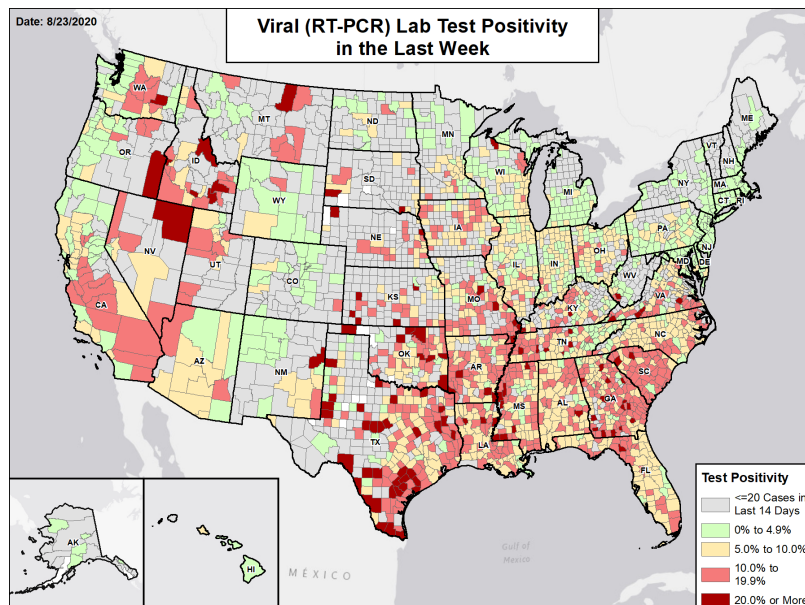 Date: 8/23/2020
Viral (RT-PCR) Lab Test Positivity
in the Last Week
WA
MT
ND
MN
ME
VT
NH
OR
ID
SD
WI
MI
NY
MA
CT
RI
WY
NE
IA
PA
NJ
NV
UT
CO
IL
IN
OH
MD
DE
WV
CA
KS
MO
KY
VA
AZ
NM
OK
AR
TN
NC
SC
TX
MS
AL
GA
LA
FL
AK
HI
MÉXICO
Gulf of
Mexico
Test Positivity
<=20 Cases in
Last 14 Days
0% to 4.9%
5.0% to 10.0%
10.0% to
19.9%
20.0% or More